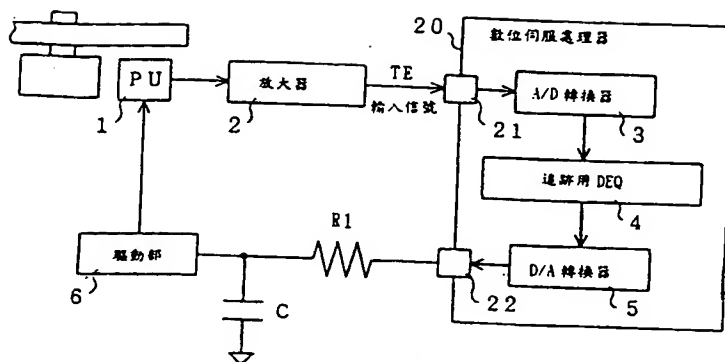 20
數位伺服處理器
PU
1
放大器
2
TE
輸入信號
21
A/D 轉換器
3
追跡用 DEQ
4
D/A 轉換器
5
22
R1
C
驅動部
6